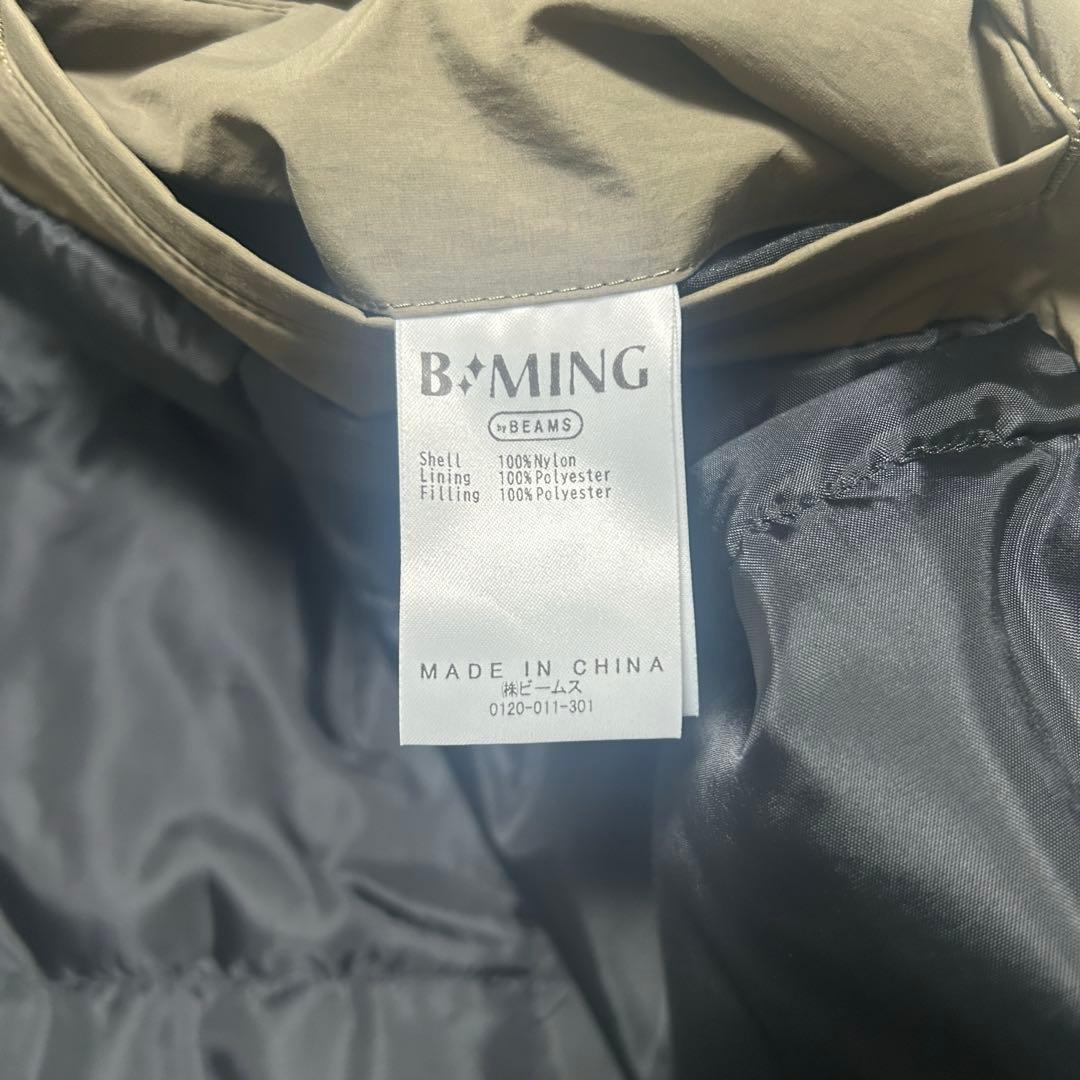 B MING
by BEAMS
Shell 100%Nylon
Lining 100%Polyester
Filling 100%Polyester
MADE IN CHINA
㈱ビームス
0120-011-301